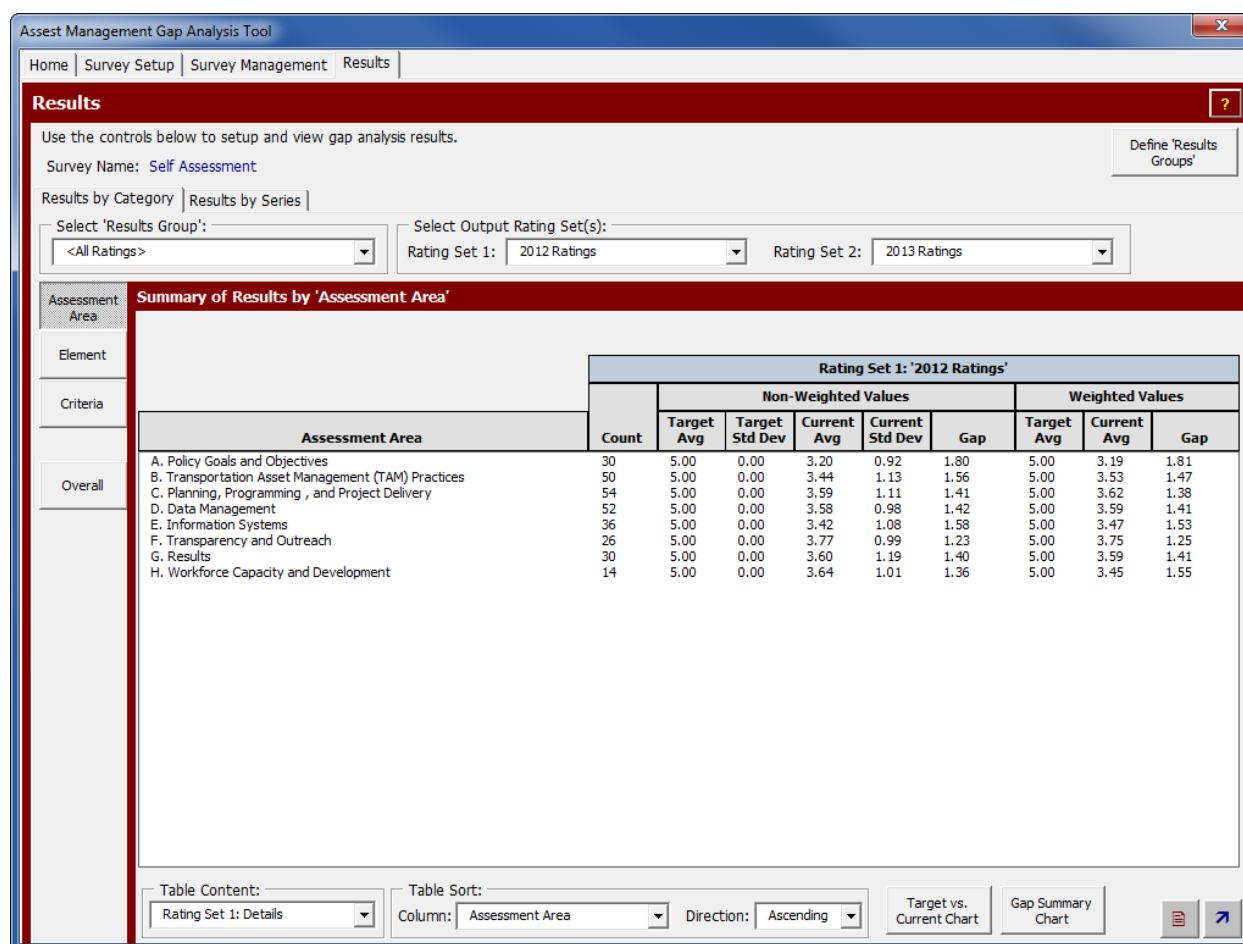 Assest Management Gap Analysis Tool
X
Home Survey Setup Survey Management Results
Results
?
Use the controls below to setup and view gap analysis results.
Define 'Results Groups'
Survey Name: Self Assessment
Results by Category Results by Series
Select 'Results Group': Select Output Rating Set(s):
<All Ratings> Rating Set 1: 2012 Ratings Rating Set 2: 2013 Ratings
Assessment Area
Element
Criteria
Overall
Summary of Results by 'Assessment Area'
Rating Set 1: '2012 Ratings'
Non-Weighted Values Weighted Values
Assessment Area Count Target Avg Target Std Dev Current Avg Current Std Dev Gap Target Avg Current Avg Gap
A. Policy Goals and Objectives 30 5.00 0.00 3.20 0.92 1.80 5.00 3.19 1.81
B. Transportation Asset Management (TAM) Practices 50 5.00 0.00 3.44 1.13 1.56 5.00 3.53 1.47
C. Planning, Programming , and Project Delivery 54 5.00 0.00 3.59 1.11 1.41 5.00 3.62 1.38
D. Data Management 52 5.00 0.00 3.58 0.98 1.42 5.00 3.59 1.41
E. Information Systems 36 5.00 0.00 3.42 1.08 1.58 5.00 3.47 1.53
F. Transparency and Outreach 26 5.00 0.00 3.77 0.99 1.23 5.00 3.75 1.25
G. Results 30 5.00 0.00 3.60 1.19 1.40 5.00 3.59 1.41
H. Workforce Capacity and Development 14 5.00 0.00 3.64 1.01 1.36 5.00 3.45 1.55
Table Content: Table Sort:
Rating Set 1: Details Column: Assessment Area Direction: Ascending
Target vs. Current Chart
Gap Summary Chart